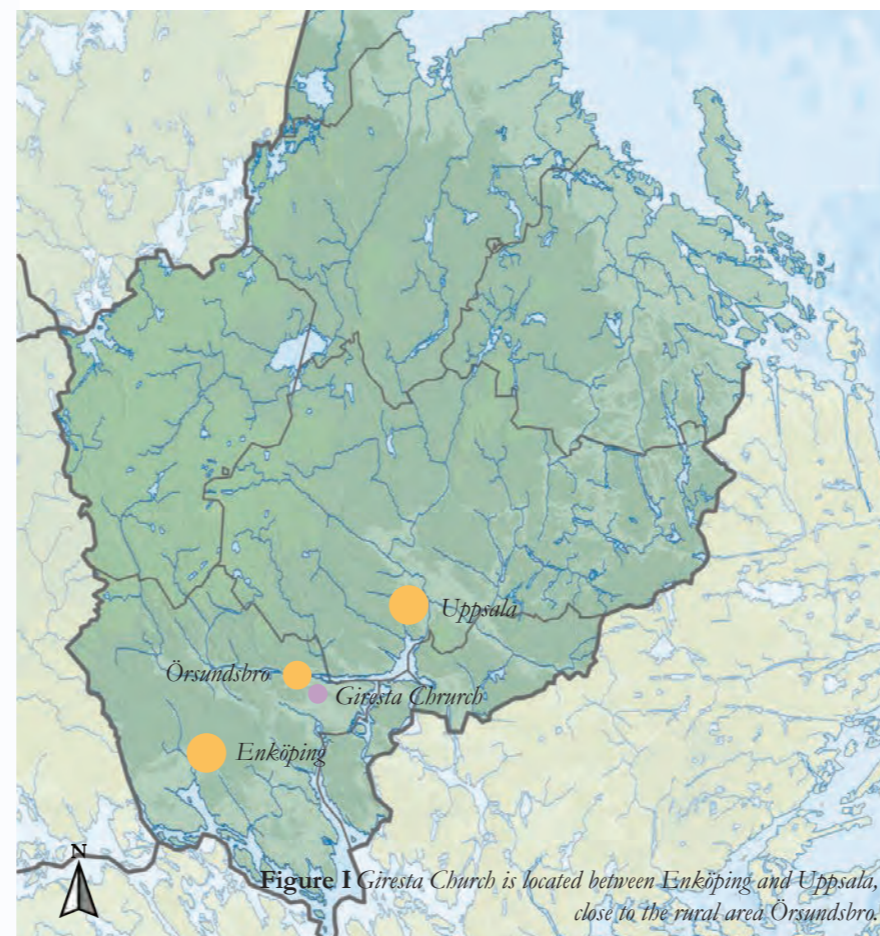 Uppsala
Örsundsbro
Giresta Chrurch
Enköping
N
Figure I Giresta Church is located between Enköping and Uppsala,
close to the rural area Örsundsbro.